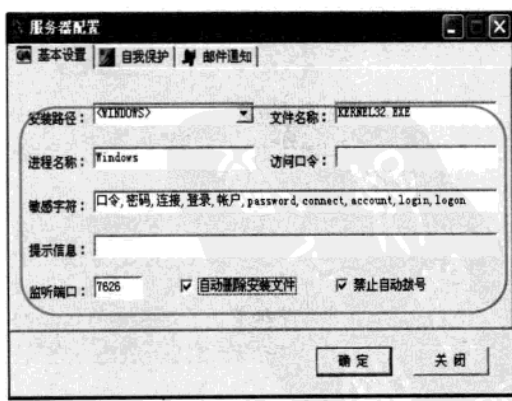 服务器配置
基本设置 自我保护 邮件通知
安装路径： <WINDOWS> 文件名称： KERNEL32.EXE
进程名称： Windows 访问口令：
敏感字符： 口令,密码,连接,登录,帐户,password,connect,account,login,logon
提示信息：
监听端口： 7626 自动删除安装文件 禁止自动拨号
确定 关闭